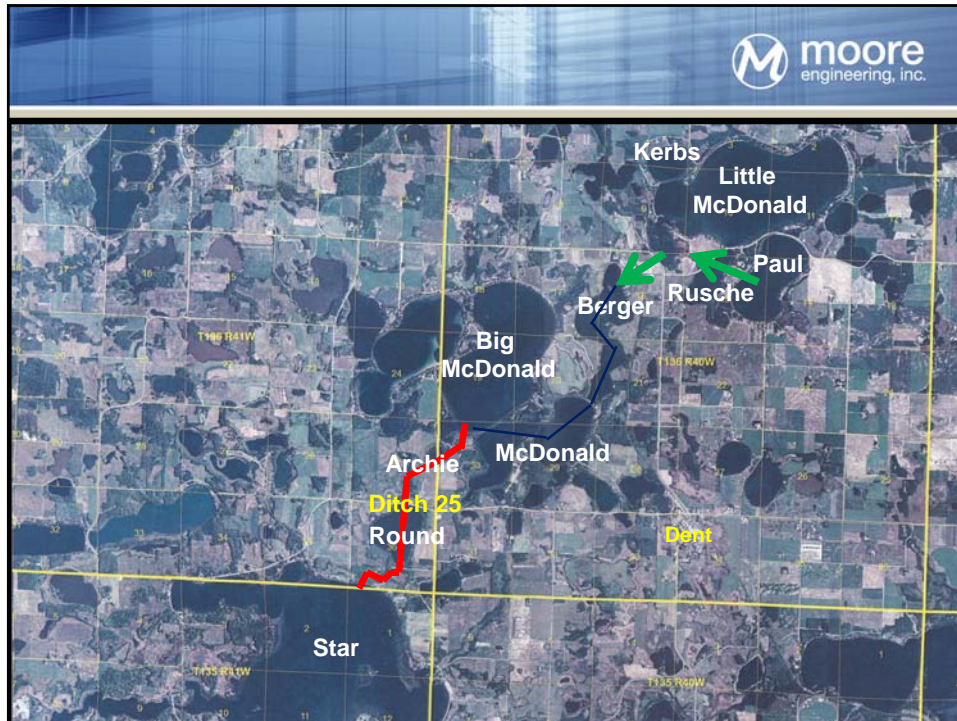 moore
engineering, inc.
Kerbs
Little
McDonald
Paul
Rusche
Berger
T136 R41W
T136 R40W
Big
McDonald
McDonald
Archie
Ditch 25
Round
Dent
Star
T135 R41W
T135 R40W